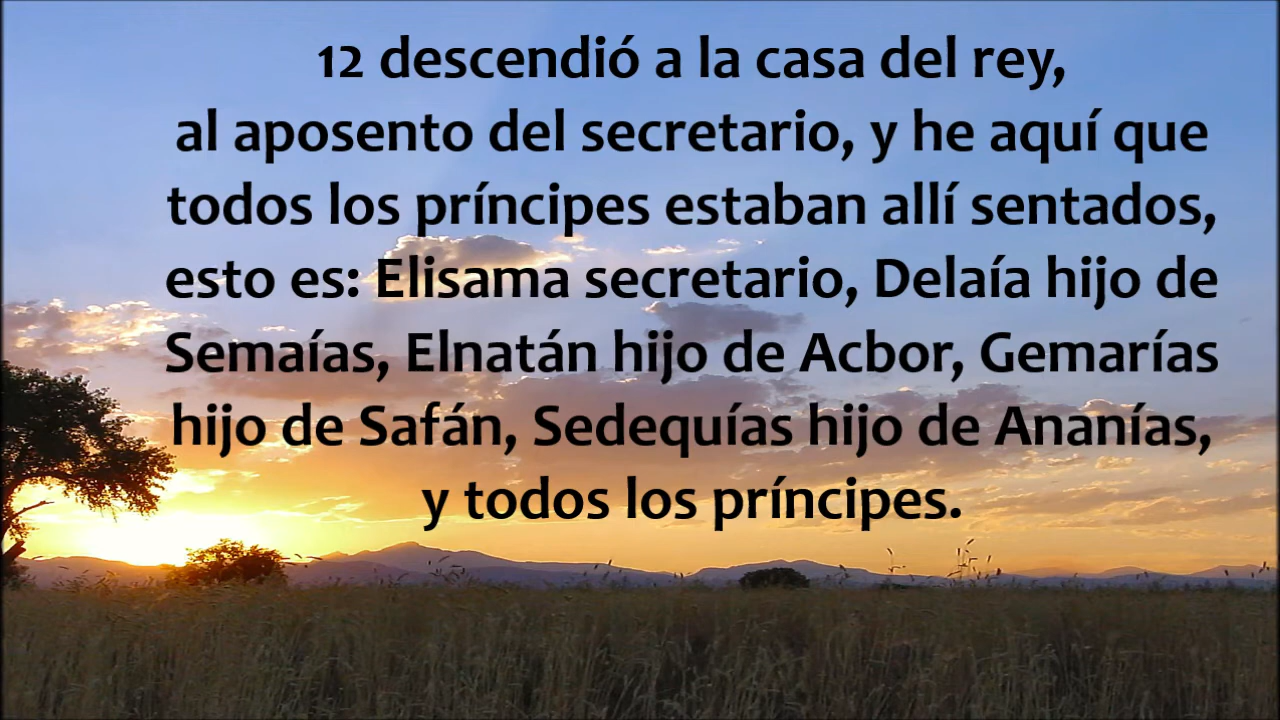 12 descendió a la casa del rey,
al aposento del secretario, y he aquí que
todos los príncipes estaban allí sentados,
esto es: Elisama secretario, Delaía hijo de
Semaías, Elnatán hijo de Acbor, Gemarías
hijo de Safán, Sedequías hijo de Ananías,
y todos los príncipes.